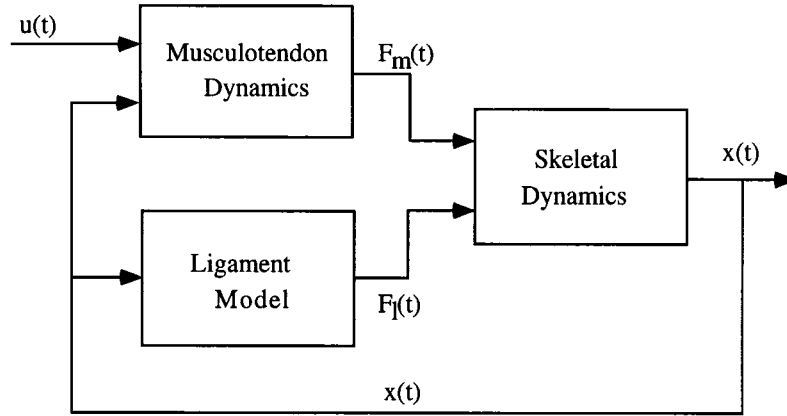 u(t)
Musculotendon
Dynamics
Fm(t)
Skeletal
Dynamics
x(t)
Ligament
Model
Fl(t)
x(t)